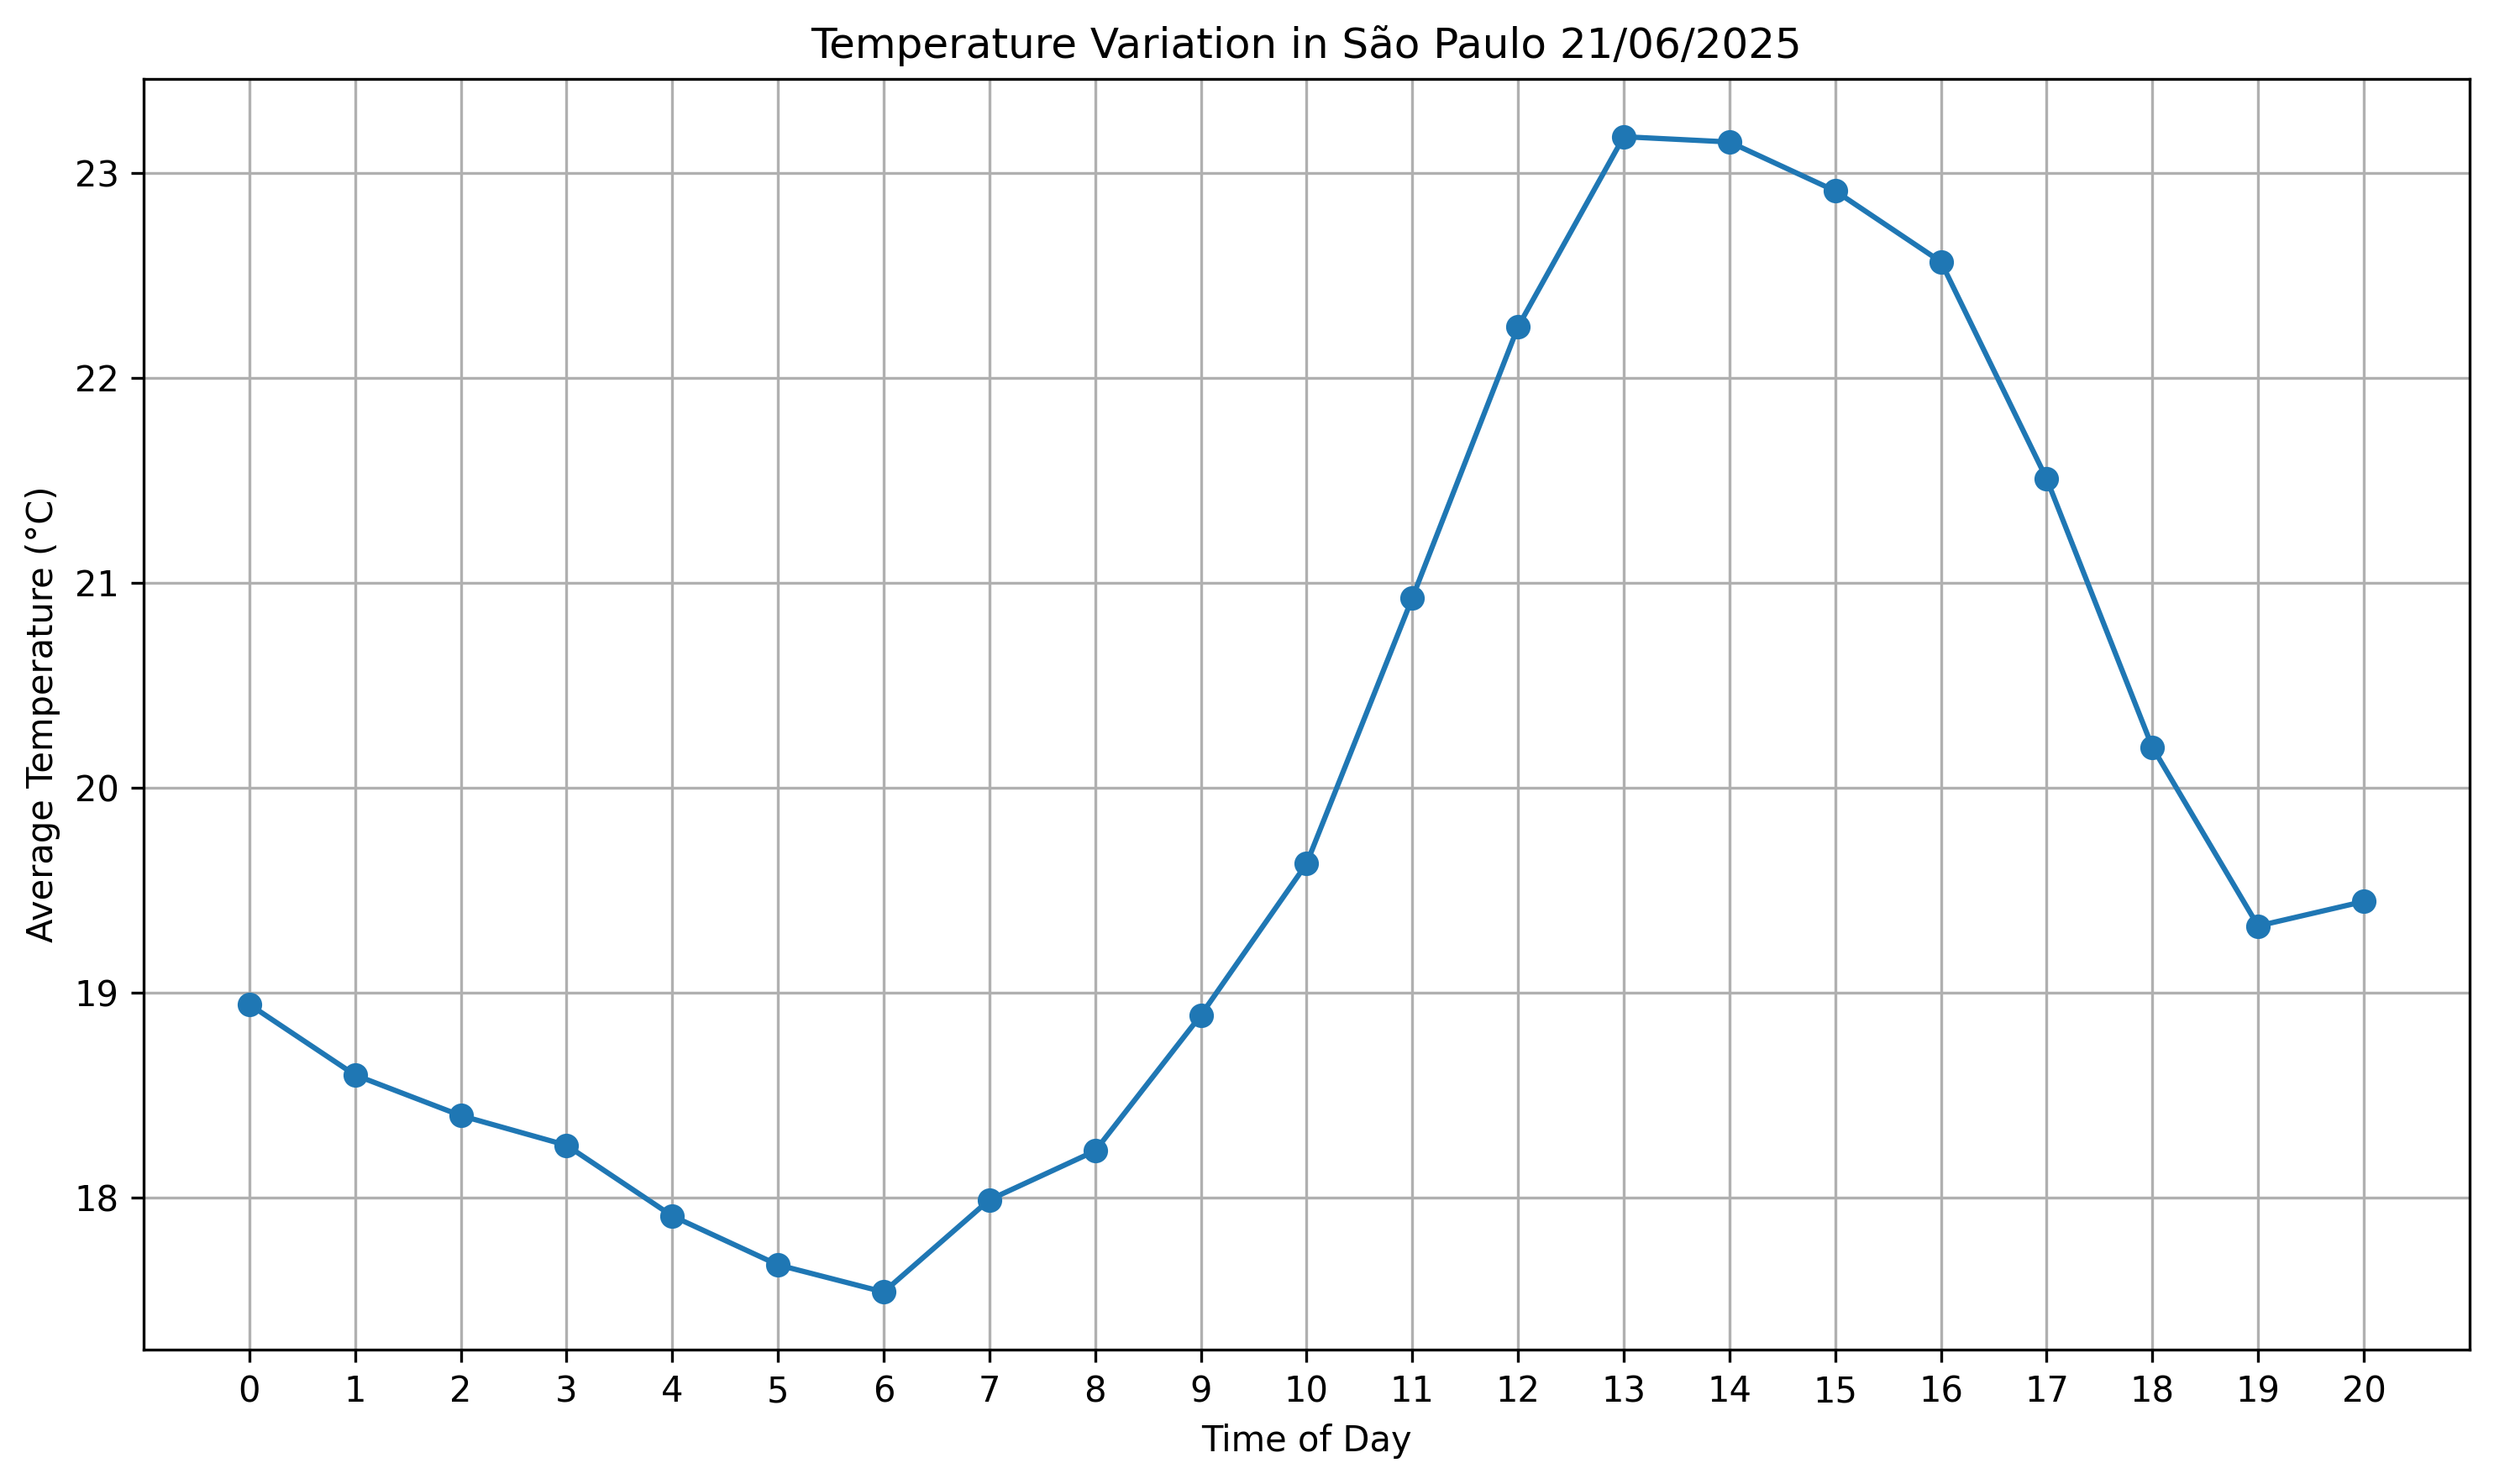 Temperature Variation in São Paulo 21/06/2025
Average Temperature (°C)
23
22
21
20
19
18
0 1 2 3 4 5 6 7 8 9 10 11 12 13 14 15 16 17 18 19 20
Time of Day